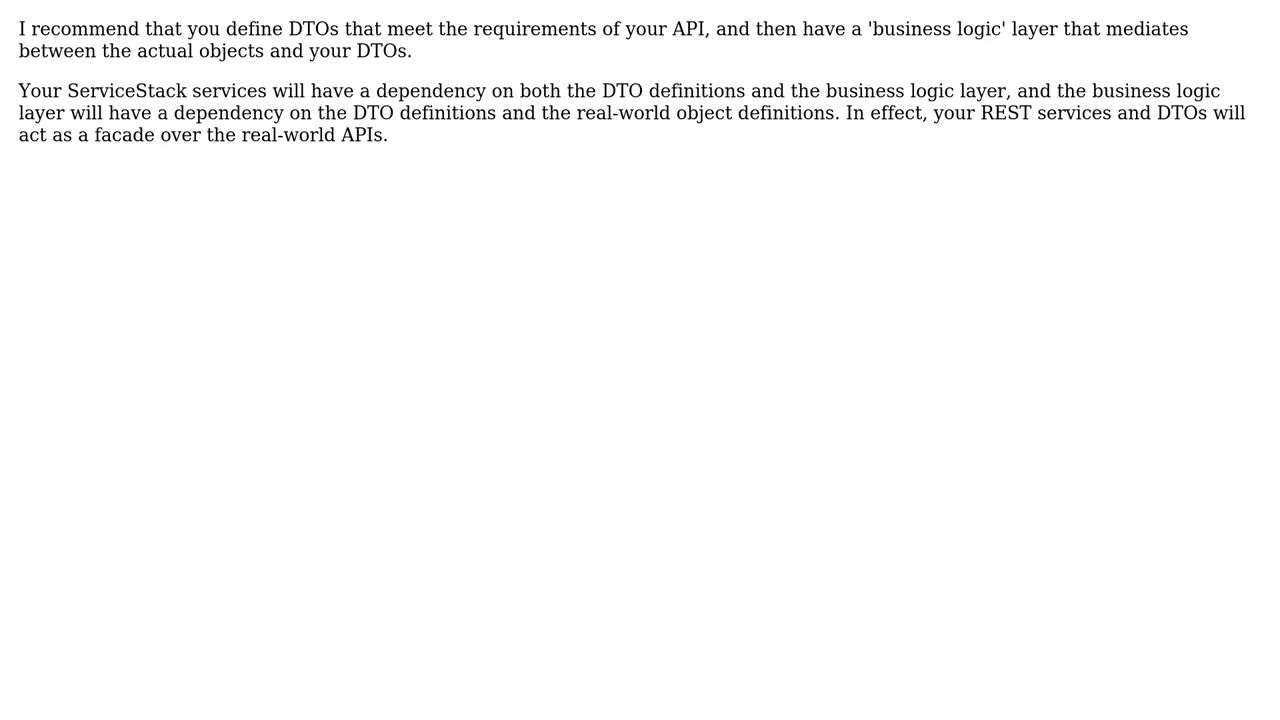 I recommend that you define DTOs that meet the requirements of your API, and then have a 'business logic' layer that mediates
between the actual objects and your DTOs.
Your ServiceStack services will have a dependency on both the DTO definitions and the business logic layer, and the business logic
layer will have a dependency on the DTO definitions and the real-world object definitions. In effect, your REST services and DTOs will
act as a facade over the real-world APIs.